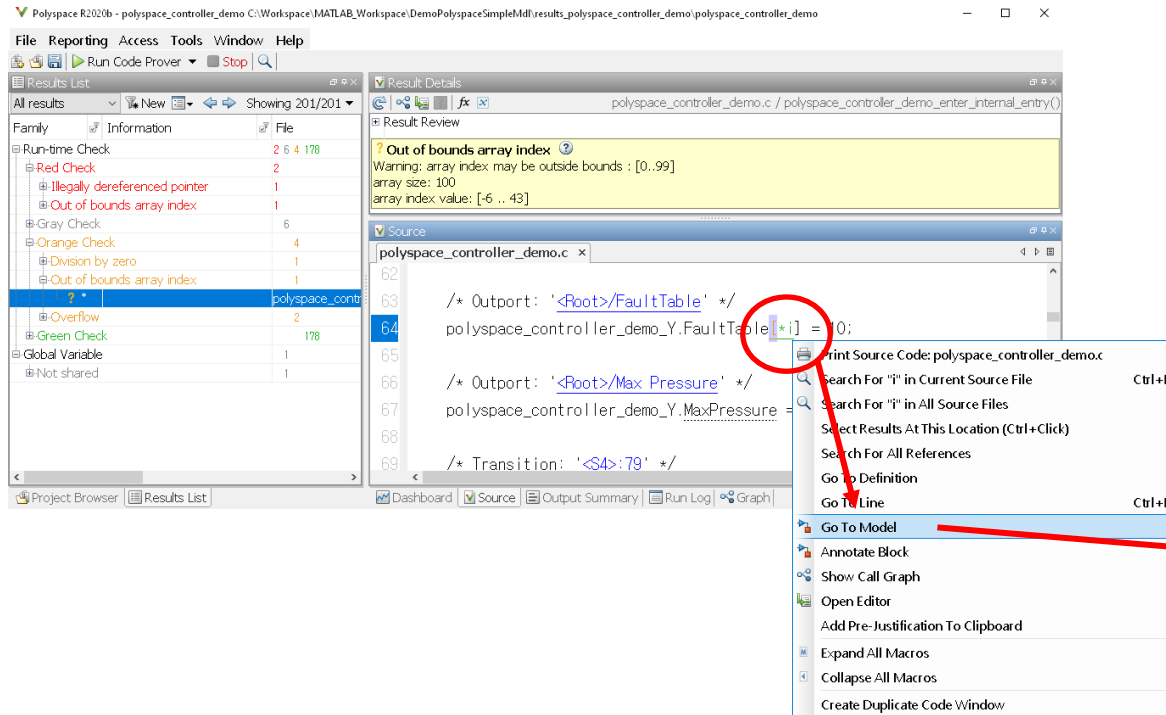 Polyspace R2020b - polyspace_controller_demo C:\Workspace\MATLAB_Workspace\DemoPolyspaceSimpleMdl\results_polyspace_controller_demo\polyspace_controller_demo
File Reporting Access Tools Window Help
Run Code Prover Stop
Results List
All results New Showing 201/201
Family Information File
Run-time Check 2 6 4 178
Red Check 2
Illegally dereferenced pointer 1
Out of bounds array index 1
Gray Check 6
Orange Check 4
Division by zero 1
Out of bounds array index 1
? * polyspace_contr
Overflow 2
Green Check 178
Global Variable 1
Not shared 1
Project Browser Results List
Result Details
fx polyspace_controller_demo.c / polyspace_controller_demo_enter_internal_entry()
Result Review
? Out of bounds array index ?
Warning: array index may be outside bounds : [0..99]
array size: 100
array index value: [-6 .. 43]
Source
polyspace_controller_demo.c ×
62
63 /* Outport: '<Root>/FaultTable' */
64 polyspace_controller_demo_Y.FaultTable[*i] = 10;
65
66 /* Outport: '<Root>/Max Pressure' */
67 polyspace_controller_demo_Y.MaxPressure =
68
69 /* Transition: '<S4>:79' */
Dashboard Source Output Summary Run Log Graph
Print Source Code: polyspace_controller_demo.c
Search For "i" in Current Source File Ctrl+
Search For "i" in All Source Files
Select Results At This Location (Ctrl+Click)
Search For All References
Go To Definition
Go To Line Ctrl+
Go To Model
Annotate Block
Show Call Graph
Open Editor
Add Pre-Justification To Clipboard
Expand All Macros
Collapse All Macros
Create Duplicate Code Window